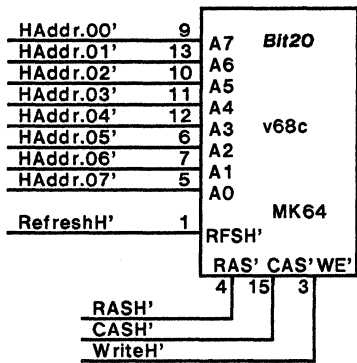 HAddr.00' 9 A7 Bit20
HAddr.01' 13 A6
HAddr.02' 10 A5
HAddr.03' 11 A4
HAddr.04' 12 A3 v68c
HAddr.05' 6 A2
HAddr.06' 7 A1
HAddr.07' 5 A0
MK64
RefreshH' 1 RFSH'
RAS' CAS' WE'
4 15 3
RASH'
CASH'
WriteH'